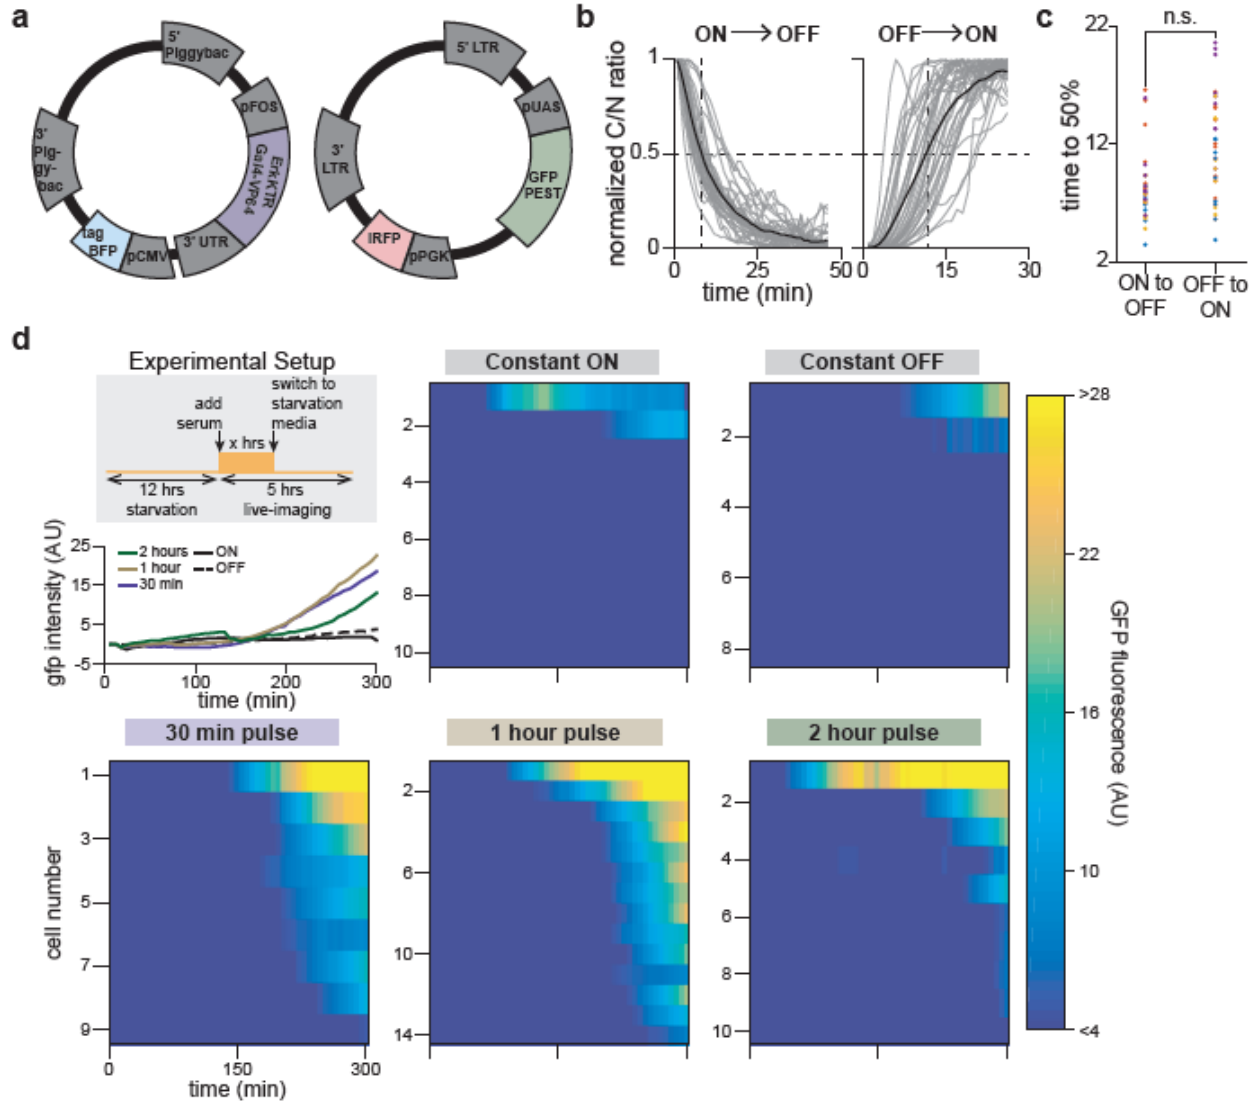 a
5'
PIggybac
pFOS
ErkKTR
Gal4-VP64
3' UTR
pCMV
tag
BFP
3'
PIg-
gy-
bac
5' LTR
pUAS
GFP
PEST
pPGK
IRFP
3'
LTR
b
ON → OFF
OFF → ON
normalized C/N ratio
1
0.5
0
0
25
50
0
15
30
time (min)
c
n.s.
time to 50%
22
12
2
ON to
OFF
OFF to
ON
d
Experimental Setup
add
serum
switch to
starvation
media
x hrs
12 hrs
starvation
5 hrs
live-imaging
gfp intensity (AU)
25
15
5
-5
2 hours
ON
1 hour
OFF
30 min
0
100
200
300
time (min)
Constant ON
2
4
6
8
10
Constant OFF
2
4
6
8
30 min pulse
cell number
1
3
5
7
9
0
150
300
time (min)
1 hour pulse
2
6
10
14
2 hour pulse
2
4
6
8
10
>28
22
16
10
<4
GFP fluorescence (AU)